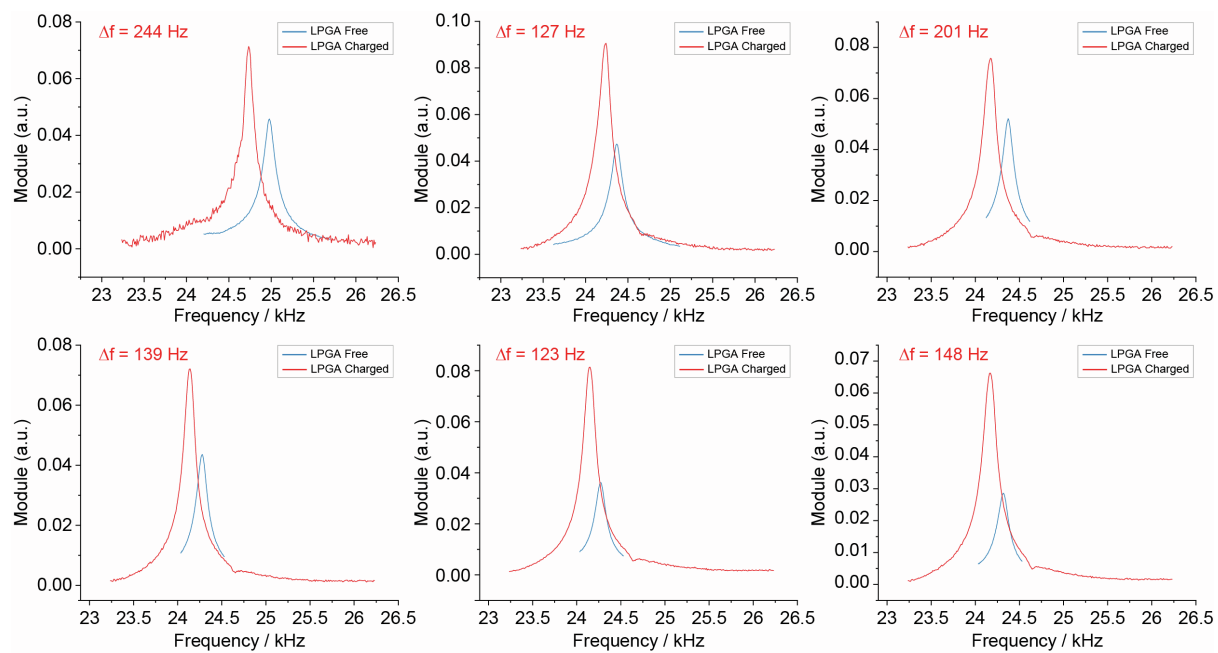 Δf = 244 Hz
LPGA Free
LPGA Charged
Module (a.u.)
0.08
0.06
0.04
0.02
0.00
23 23.5 24 24.5 25 25.5 26 26.5
Frequency / kHz
Δf = 127 Hz
LPGA Free
LPGA Charged
Module (a.u.)
0.10
0.08
0.06
0.04
0.02
0.00
23 23.5 24 24.5 25 25.5 26 26.5
Frequency / kHz
Δf = 201 Hz
LPGA Free
LPGA Charged
Module (a.u.)
0.08
0.06
0.04
0.02
0.00
23 23.5 24 24.5 25 25.5 26 26.5
Frequency / kHz
Δf = 139 Hz
LPGA Free
LPGA Charged
Module (a.u.)
0.08
0.06
0.04
0.02
0.00
23 23.5 24 24.5 25 25.5 26 26.5
Frequency / kHz
Δf = 123 Hz
LPGA Free
LPGA Charged
Module (a.u.)
0.08
0.06
0.04
0.02
0.00
23 23.5 24 24.5 25 25.5 26 26.5
Frequency / kHz
Δf = 148 Hz
LPGA Free
LPGA Charged
Module (a.u.)
0.07
0.06
0.05
0.04
0.03
0.02
0.01
0.00
23 23.5 24 24.5 25 25.5 26 26.5
Frequency / kHz